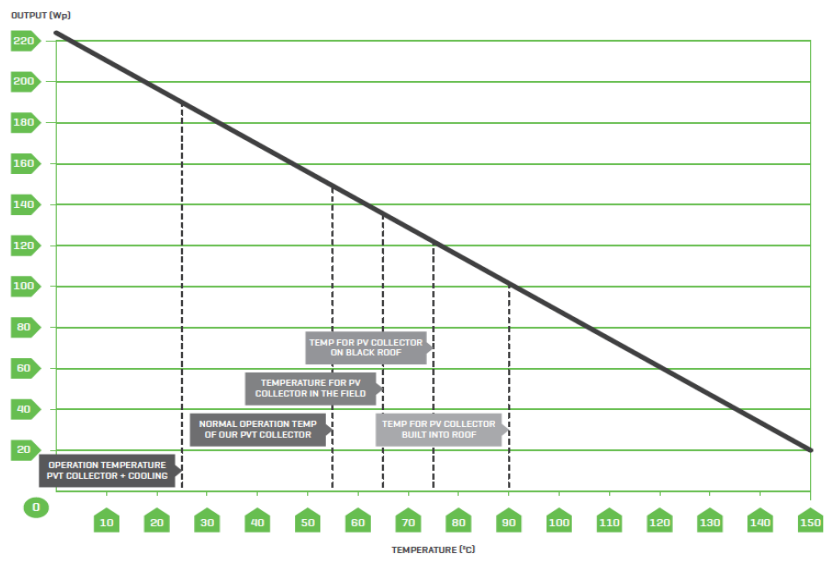 OUTPUT (Wp)
220
200
180
160
140
120
100
80
60
40
20
0
TEMP FOR PV COLLECTOR
ON BLACK ROOF
TEMPERATURE FOR PV
COLLECTOR IN THE FIELD
NORMAL OPERATION TEMP
OF OUR PVT COLLECTOR
TEMP FOR PV COLLECTOR
BUILT INTO ROOF
OPERATION TEMPERATURE
PVT COLLECTOR + COOLING
10 20 30 40 50 60 70 80 90 100 110 120 130 140 150
TEMPERATURE (°C)